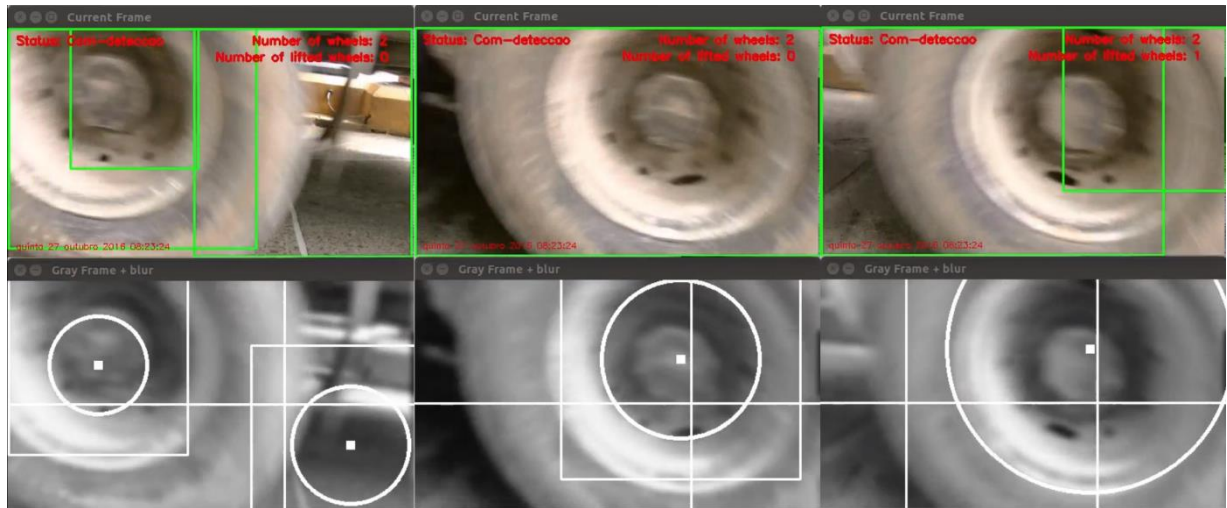 Current Frame
Status: Com-deteccao
Number of wheels: 2
Number of lifted wheels: 0
quinta 27 outubro 2016 08:23:24
Current Frame
Status: Com-deteccao
Number of wheels: 2
Number of lifted wheels: 0
quinta 27 outubro 2016 08:23:24
Current Frame
Status: Com-deteccao
Number of wheels: 2
Number of lifted wheels: 1
quinta 27 outubro 2016 08:23:24
Gray Frame + blur
Gray Frame + blur
Gray Frame + blur